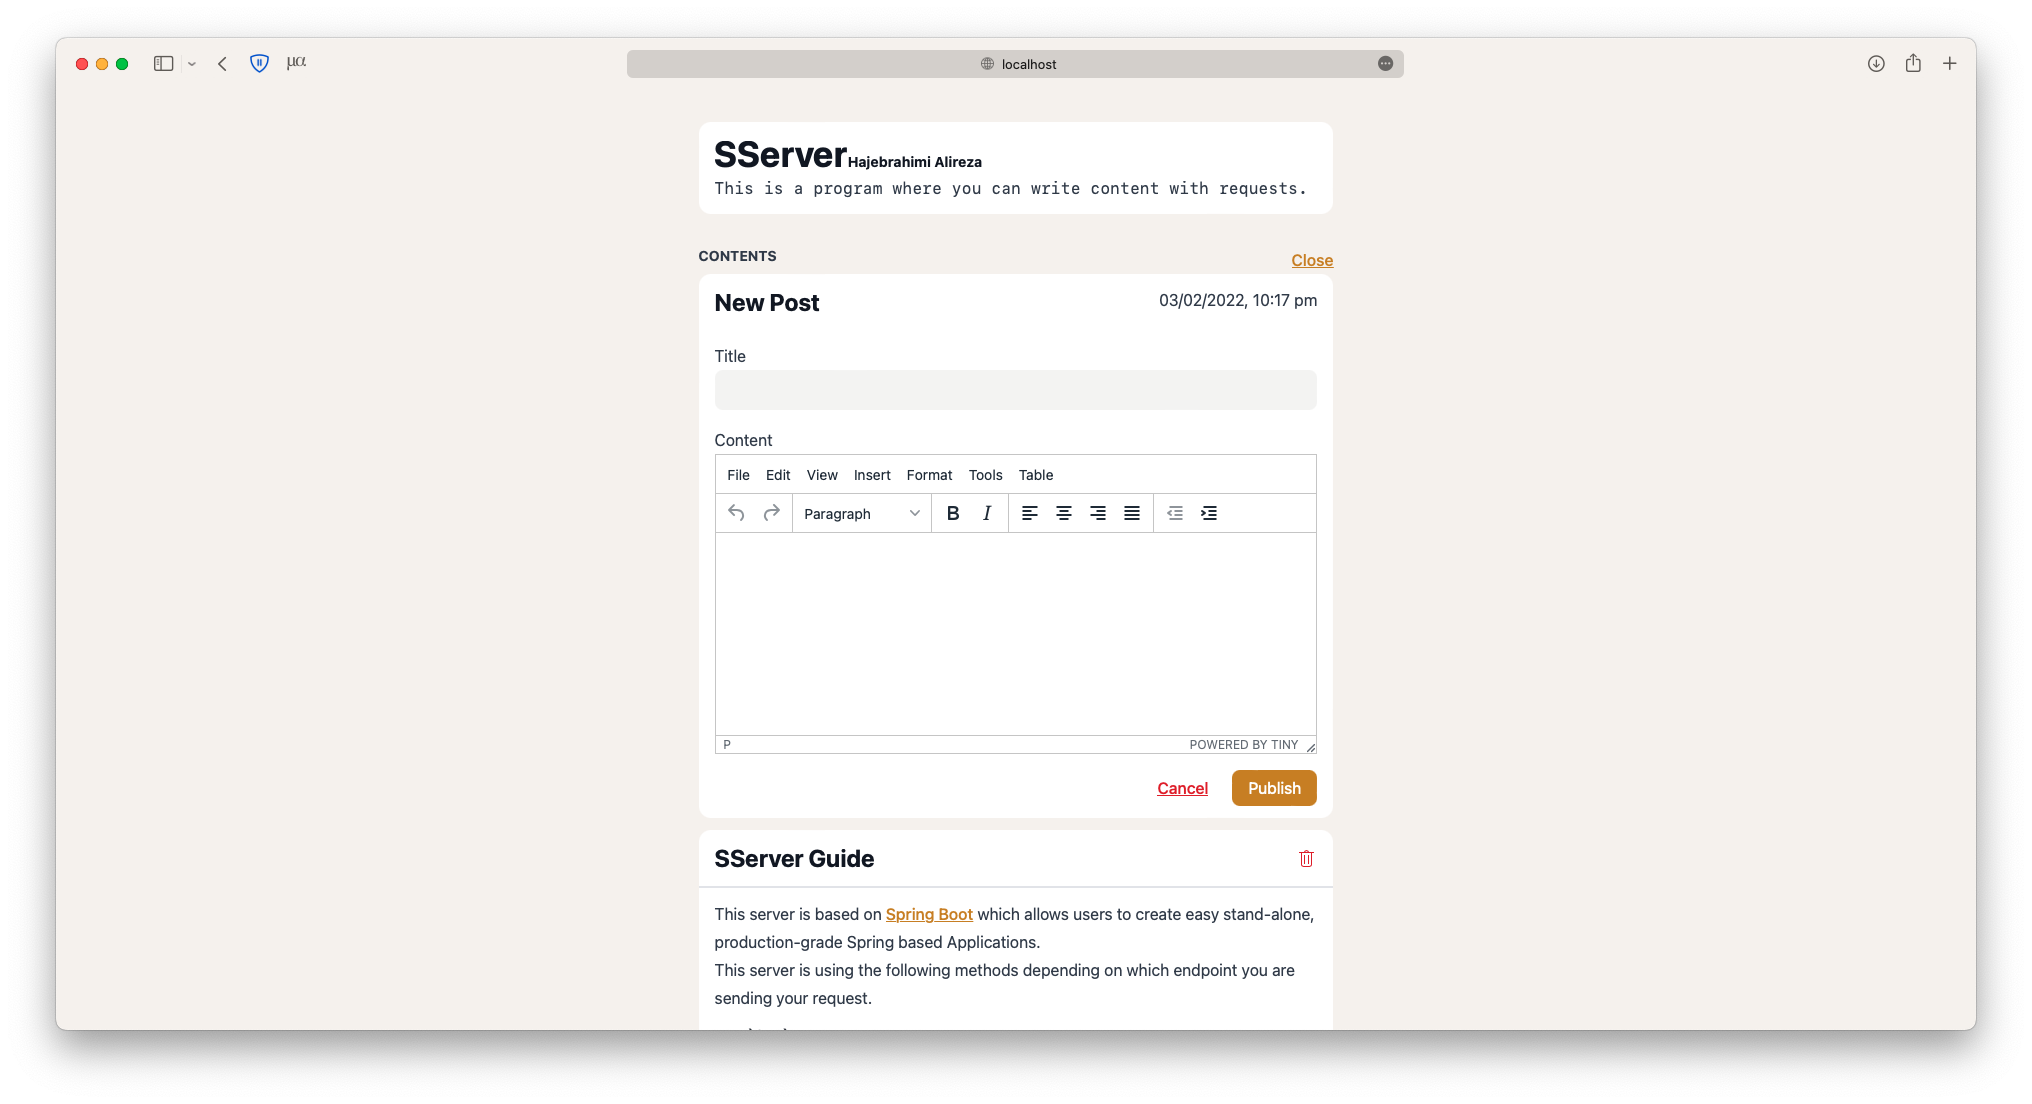 µα
localhost
SServer Hajebrahimi Alireza
This is a program where you can write content with requests.
CONTENTS
Close
New Post
03/02/2022, 10:17 pm
Title
Content
File Edit View Insert Format Tools Table
Paragraph B I
P
POWERED BY TINY
Cancel
Publish
SServer Guide
This server is based on Spring Boot which allows users to create easy stand-alone,
production-grade Spring based Applications.
This server is using the following methods depending on which endpoint you are
sending your request.